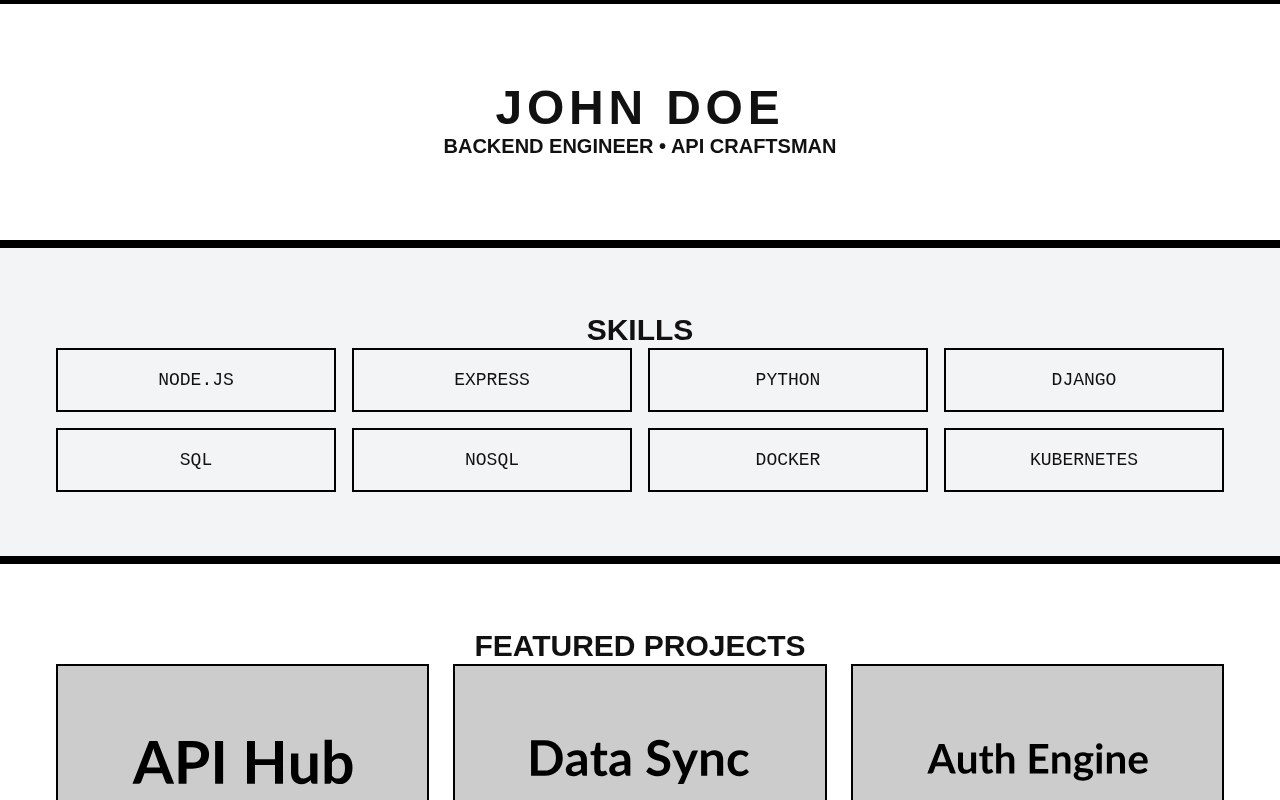 JOHN DOE
BACKEND ENGINEER • API CRAFTSMAN
SKILLS
NODE.JS
EXPRESS
PYTHON
DJANGO
SQL
NOSQL
DOCKER
KUBERNETES
FEATURED PROJECTS
API Hub
Data Sync
Auth Engine